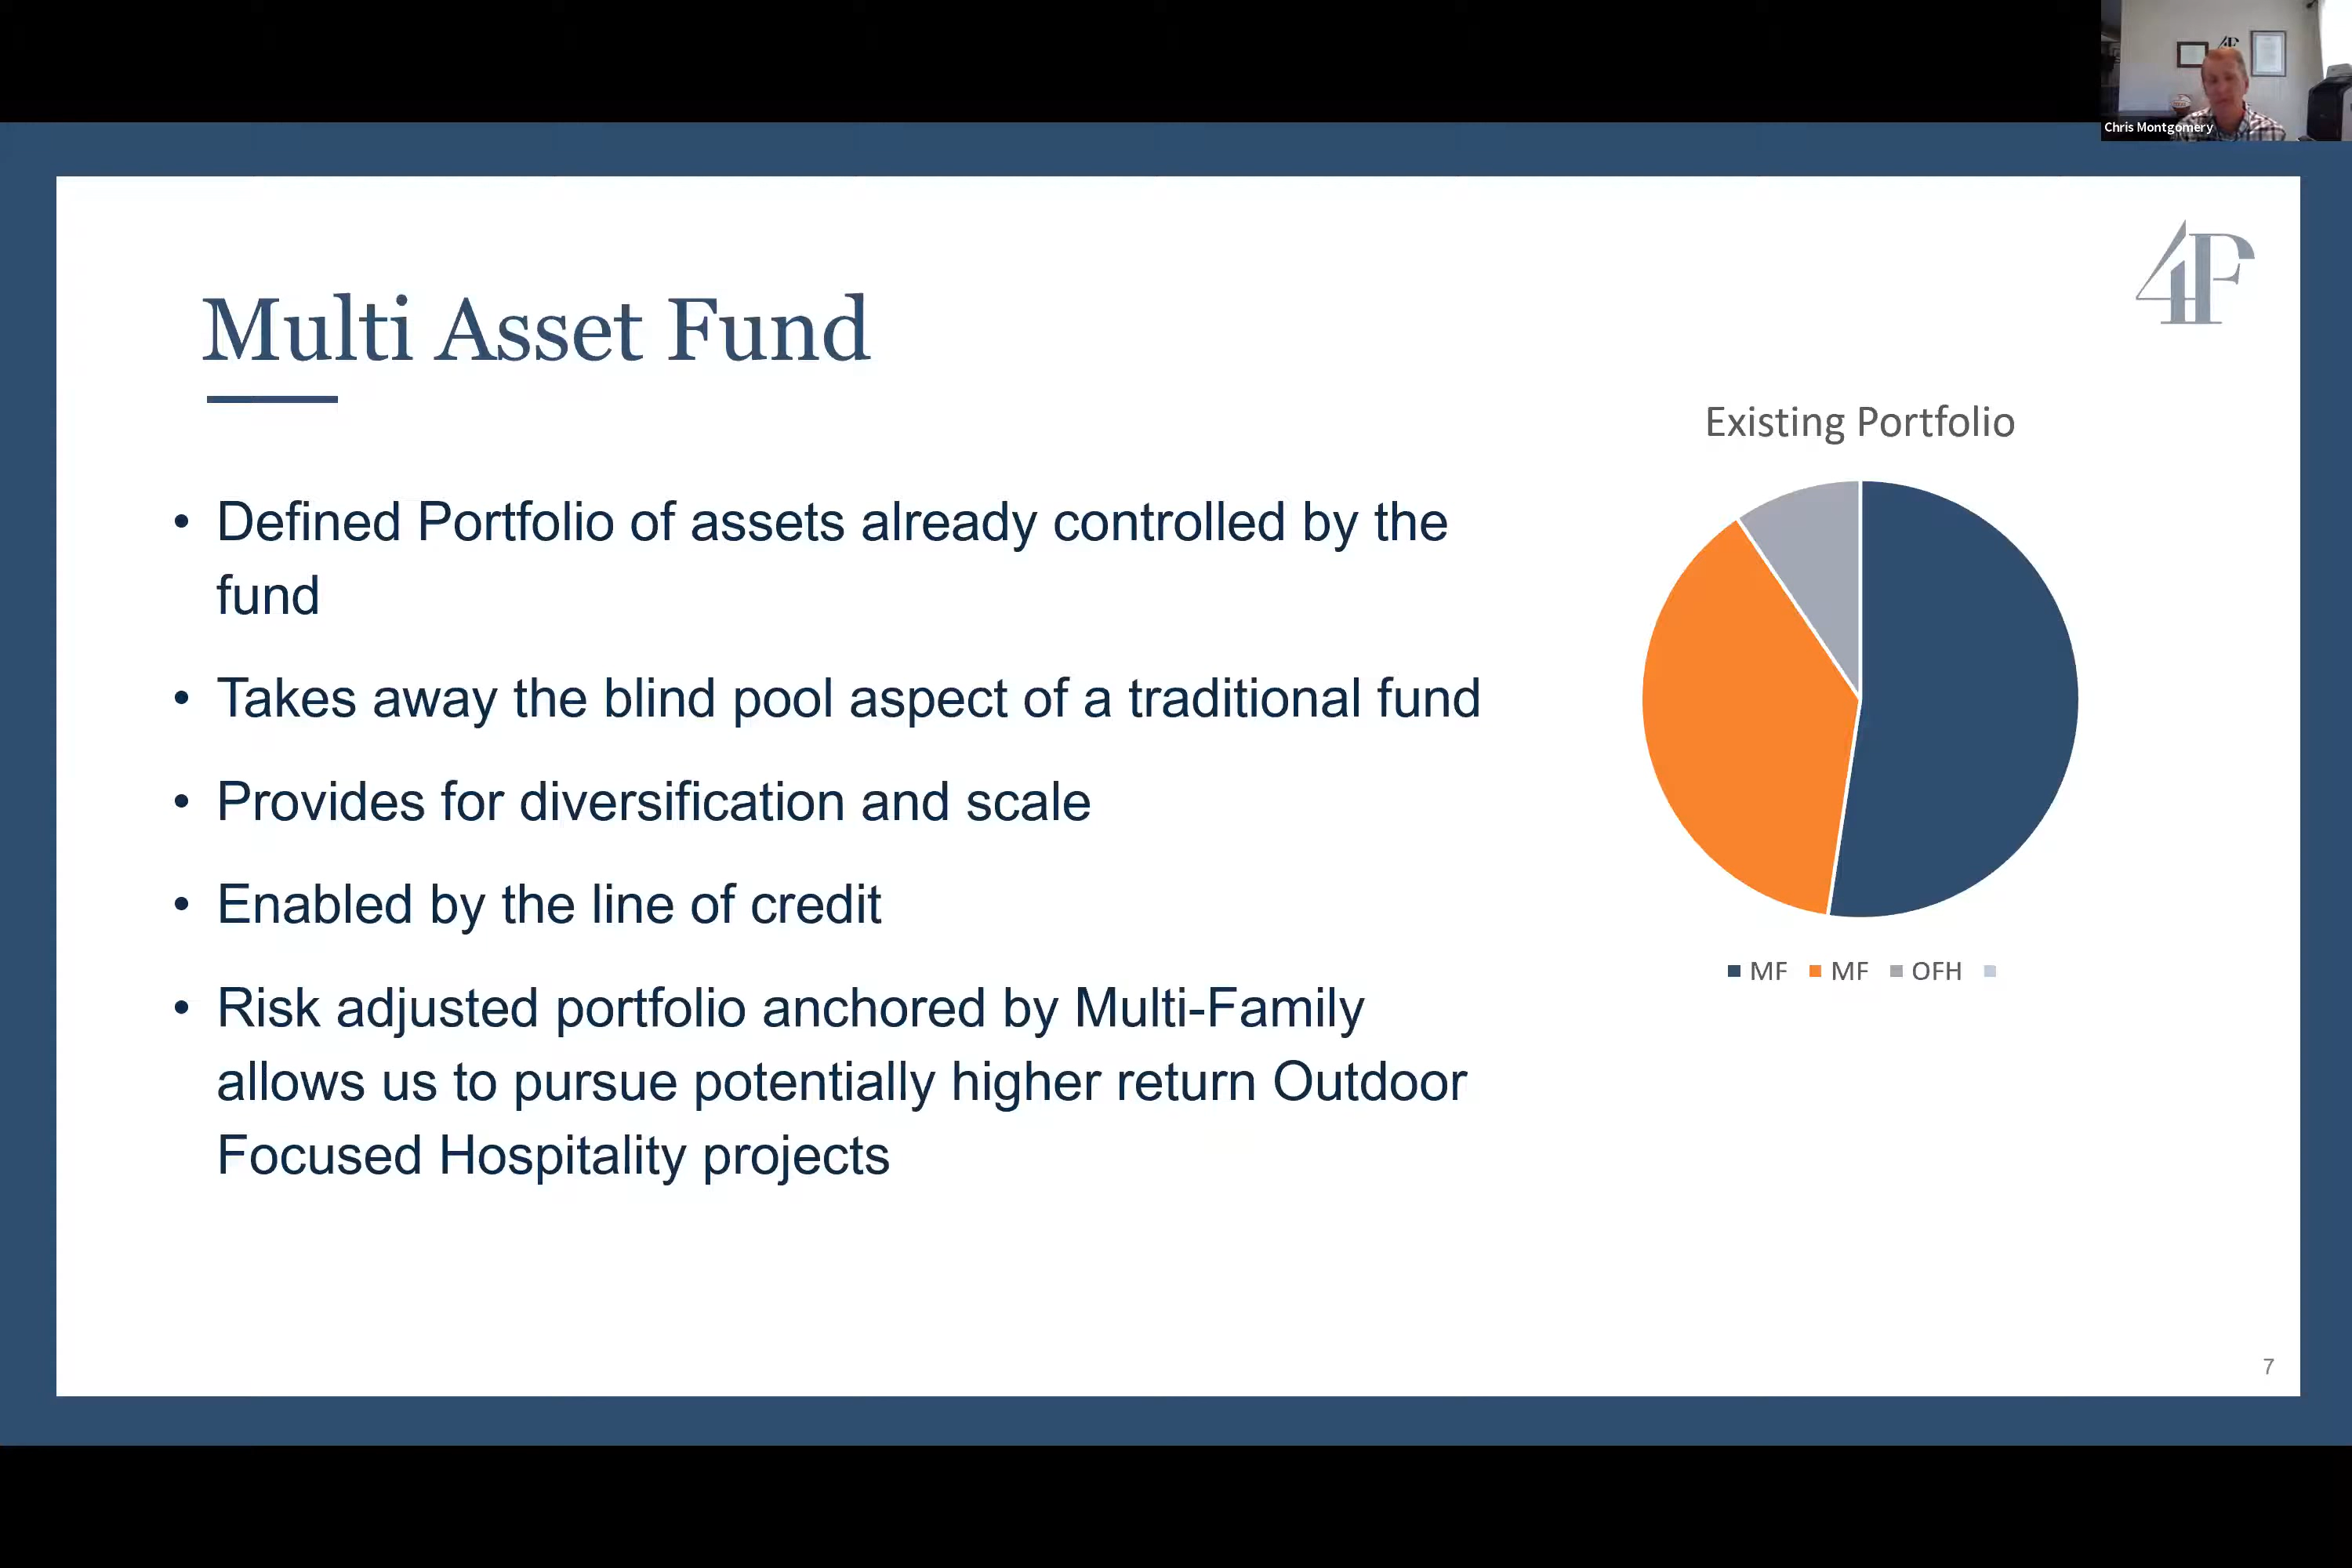 Chris Montgomery
4F
Multi Asset Fund
• Defined Portfolio of assets already controlled by the
fund
• Takes away the blind pool aspect of a traditional fund
• Provides for diversification and scale
• Enabled by the line of credit
• Risk adjusted portfolio anchored by Multi-Family
allows us to pursue potentially higher return Outdoor
Focused Hospitality projects
Existing Portfolio
MF MF OFH
7